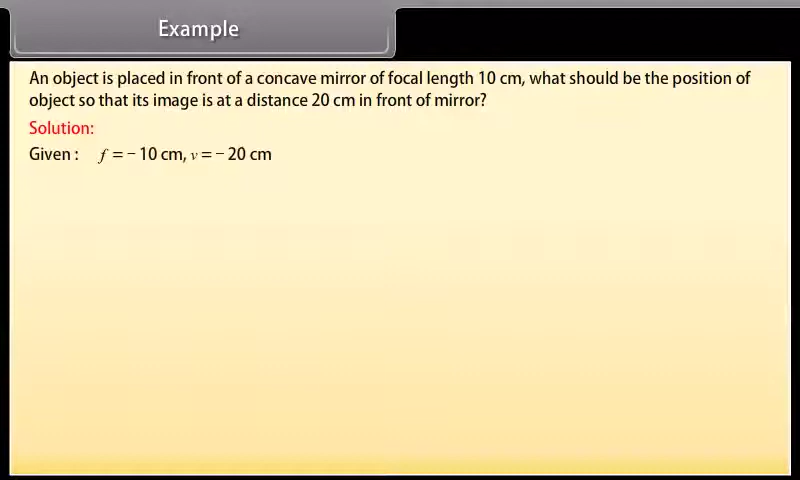 Example
An object is placed in front of a concave mirror of focal length 10 cm, what should be the position of
object so that its image is at a distance 20 cm in front of mirror?
Solution:
Given : f = − 10 cm, v = − 20 cm